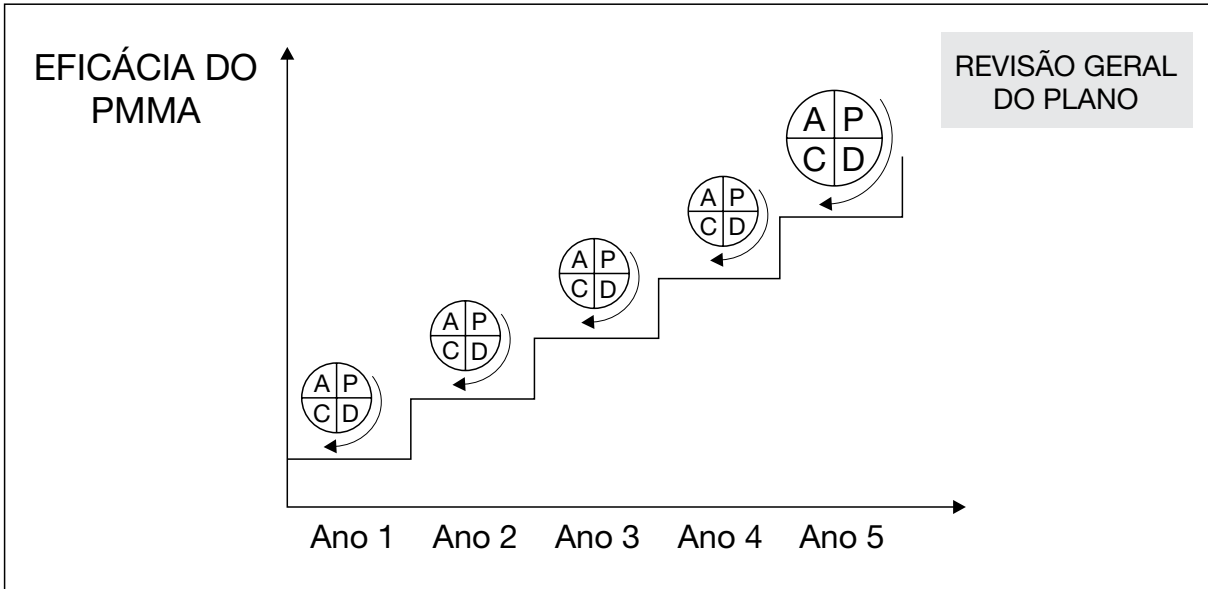 EFICÁCIA DO
PMMA
REVISÃO GERAL
DO PLANO
A P
C D
A P
C D
A P
C D
A P
C D
A P
C D
Ano 1 Ano 2 Ano 3 Ano 4 Ano 5